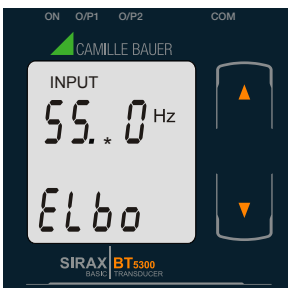 ON O/P1 O/P2 COM
CAMILLE BAUER
INPUT
55.* 0 Hz
ELbo
SIRAX BT5300
BASIC TRANSDUCER